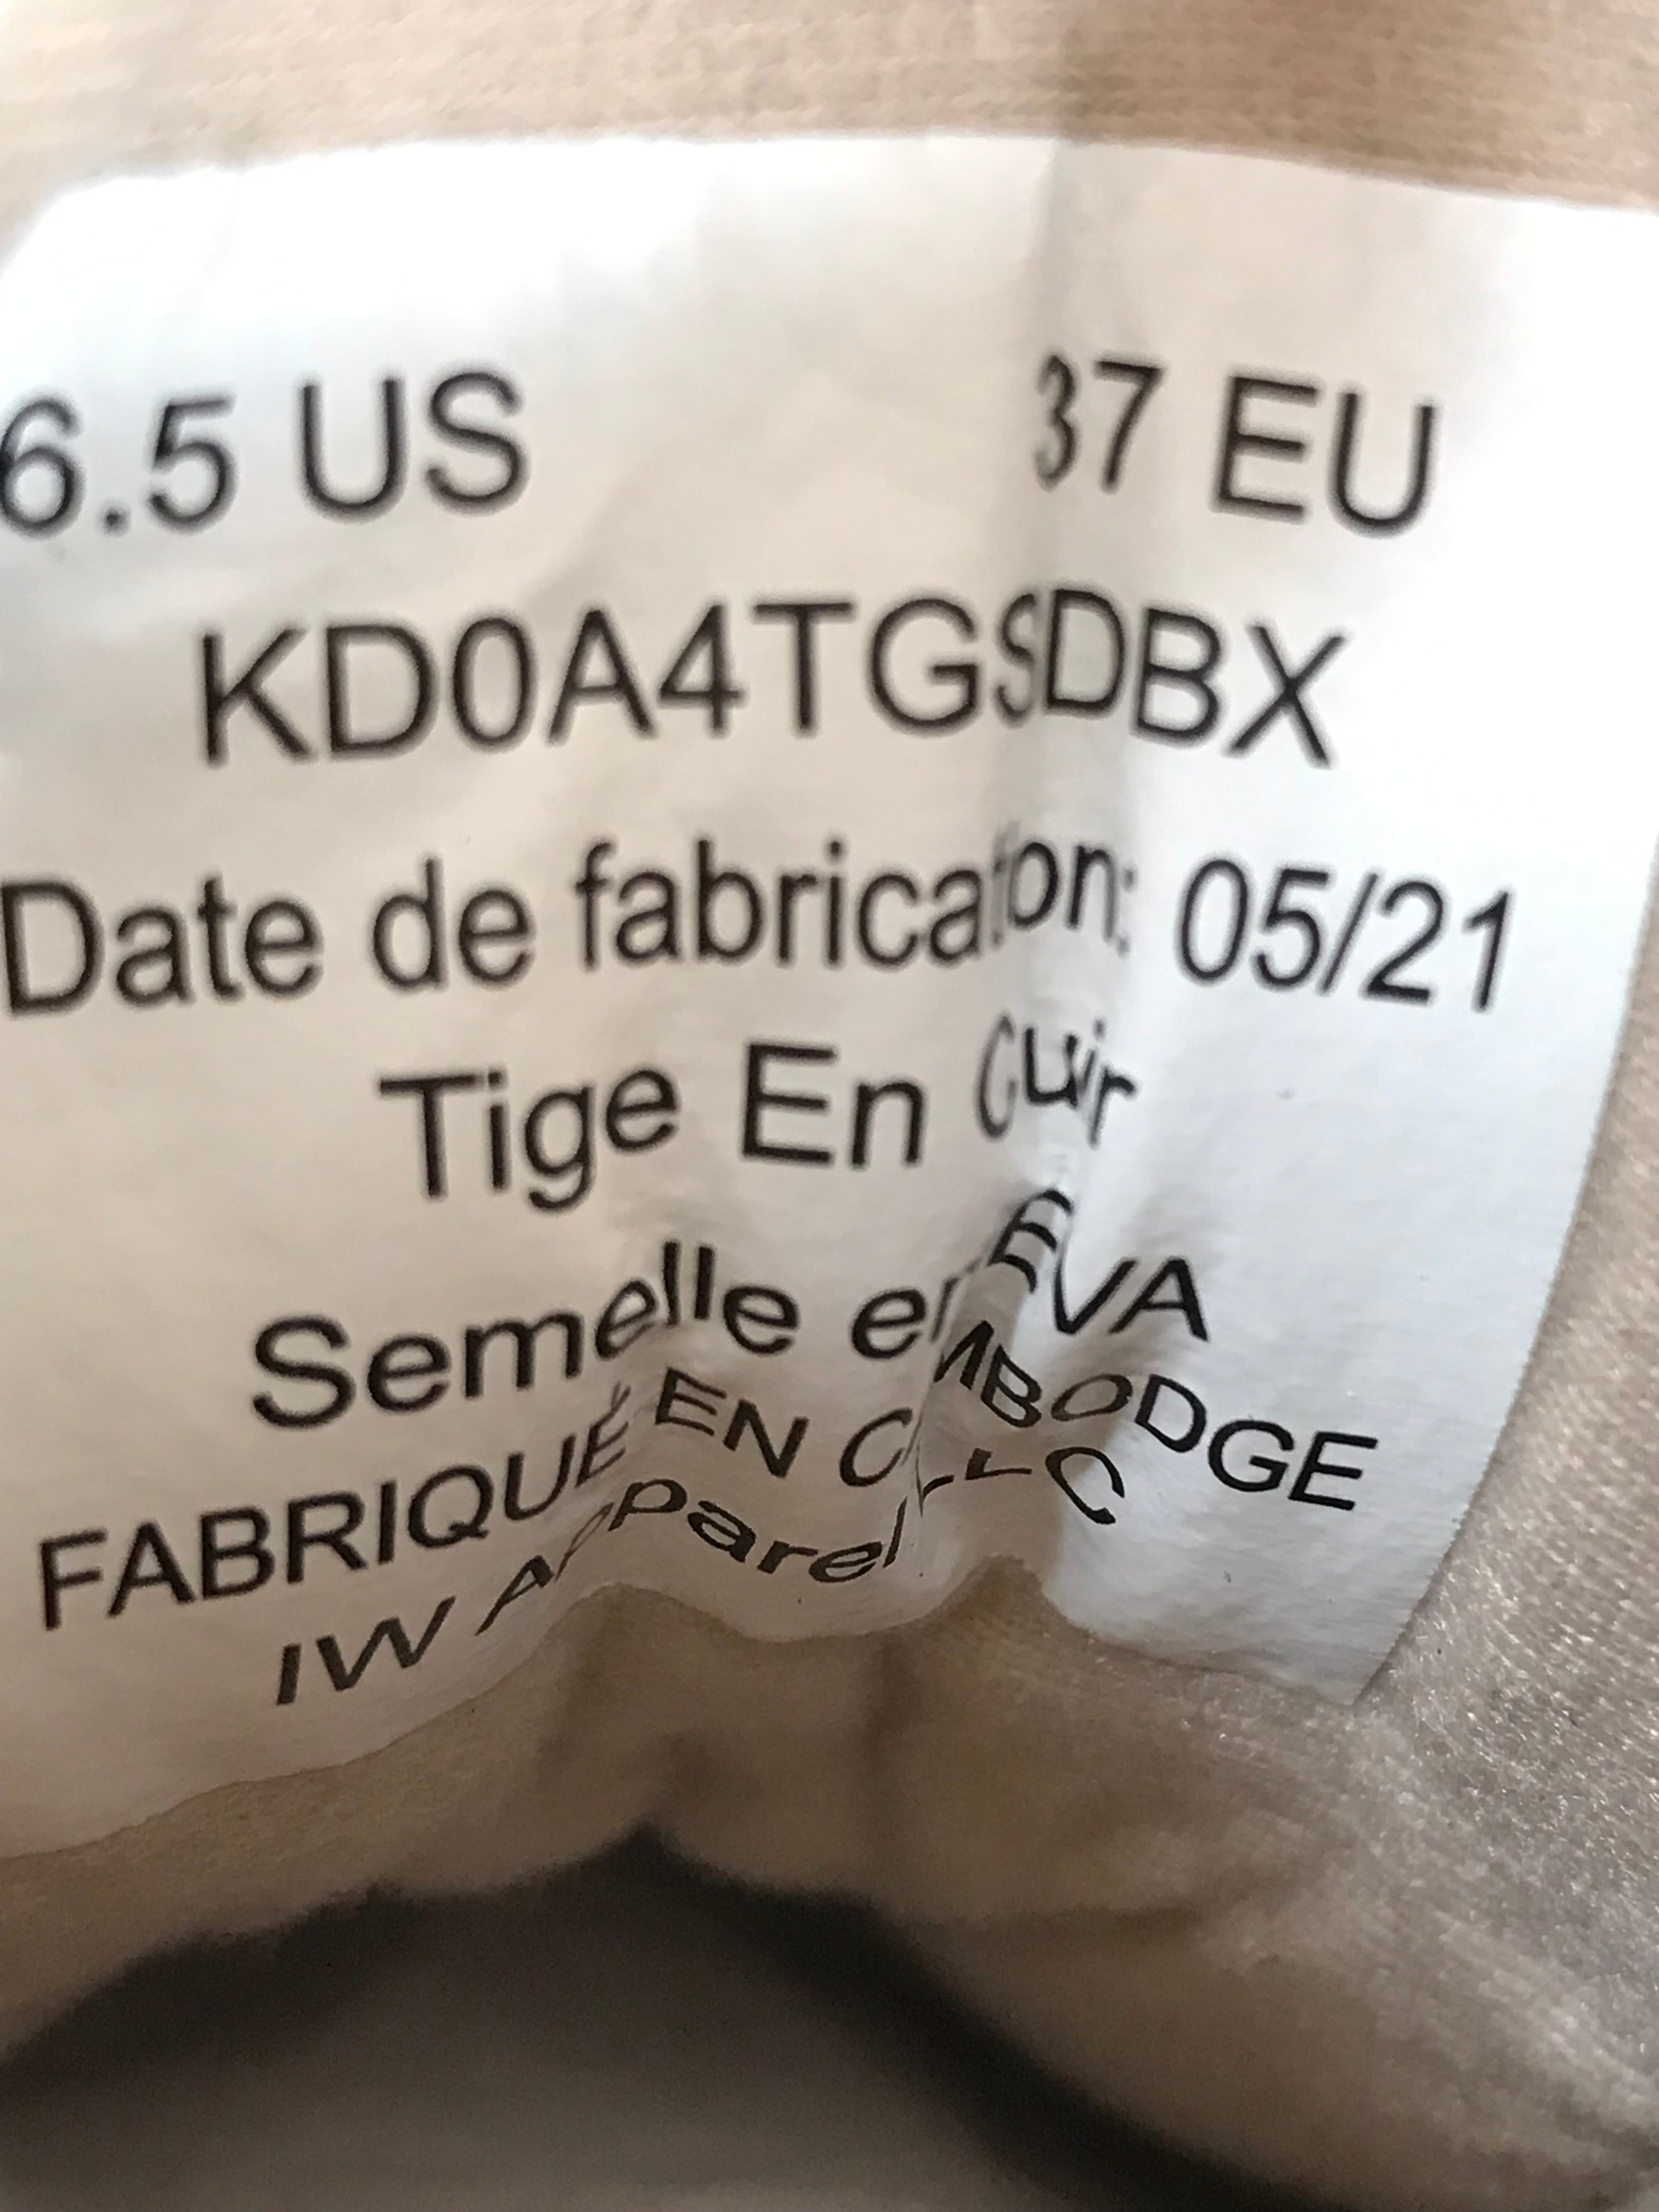 6.5 US 37 EU
KD0A4TGSDBX
Date de fabrication: 05/21
Tige En cuir
Semelle en EVA
FABRIQUÉ EN CAMBODGE
IW Apparel, LLC